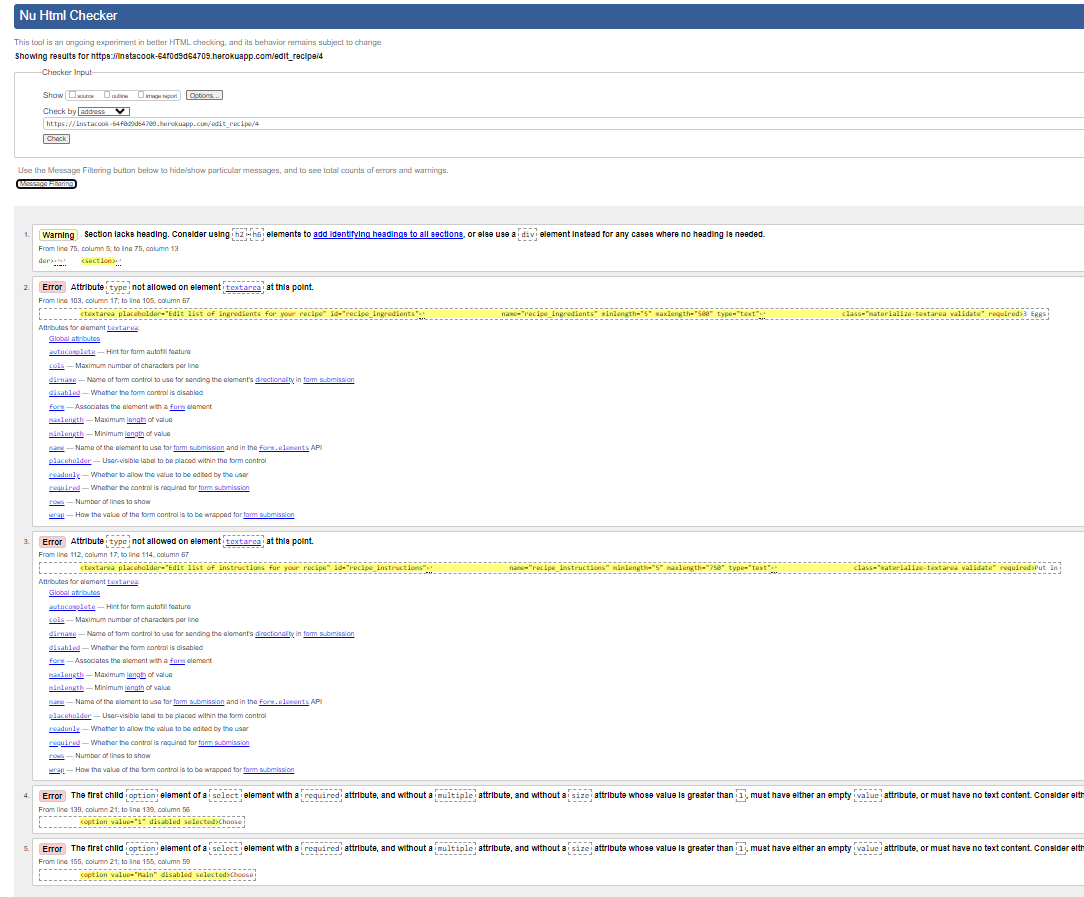 Nu Html Checker
This tool is an ongoing experiment in better HTML checking, and its behavior remains subject to change
Showing results for https://instacook-64f0d9d64709.herokuapp.com/edit_recipe/4
Checker Input
Show source outline image report Options...
Check by address
https://instacook-64f0d9d64709.herokuapp.com/edit_recipe/4
Check
Use the Message Filtering button below to hide/show particular messages, and to see total counts of errors and warnings.
Message Filtering
1. Warning Section lacks heading. Consider using h2-h6 elements to add identifying headings to all sections, or else use a div element instead for any cases where no heading is needed.
From line 75, column 5; to line 75, column 13
der>↩↩ <section>↩
2. Error Attribute type not allowed on element textarea at this point.
From line 103, column 17; to line 105, column 67
<textarea placeholder="Edit list of ingredients for your recipe" id="recipe_ingredients"↩ name="recipe_ingredients" minlength="5" maxlength="500" type="text"↩ class="materialize-textarea validate" required>3 Eggs
Attributes for element textarea:
Global attributes
autocomplete — Hint for form autofill feature
cols — Maximum number of characters per line
dirname — Name of form control to use for sending the element's directionality in form submission
disabled — Whether the form control is disabled
form — Associates the element with a form element
maxlength — Maximum length of value
minlength — Minimum length of value
name — Name of the element to use for form submission and in the form.elements API
placeholder — User-visible label to be placed within the form control
readonly — Whether to allow the value to be edited by the user
required — Whether the control is required for form submission
rows — Number of lines to show
wrap — How the value of the form control is to be wrapped for form submission
3. Error Attribute type not allowed on element textarea at this point.
From line 112, column 17; to line 114, column 67
<textarea placeholder="Edit list of instructions for your recipe" id="recipe_instructions"↩ name="recipe_instructions" minlength="5" maxlength="750" type="text"↩ class="materialize-textarea validate" required>Put in
Attributes for element textarea:
Global attributes
autocomplete — Hint for form autofill feature
cols — Maximum number of characters per line
dirname — Name of form control to use for sending the element's directionality in form submission
disabled — Whether the form control is disabled
form — Associates the element with a form element
maxlength — Maximum length of value
minlength — Minimum length of value
name — Name of the element to use for form submission and in the form.elements API
placeholder — User-visible label to be placed within the form control
readonly — Whether to allow the value to be edited by the user
required — Whether the control is required for form submission
rows — Number of lines to show
wrap — How the value of the form control is to be wrapped for form submission
4. Error The first child option element of a select element with a required attribute, and without a multiple attribute, and without a size attribute whose value is greater than 1, must have either an empty value attribute, or must have no text content. Consider eith
From line 139, column 21; to line 139, column 56
<option value="1" disabled selected>Choose
5. Error The first child option element of a select element with a required attribute, and without a multiple attribute, and without a size attribute whose value is greater than 1, must have either an empty value attribute, or must have no text content. Consider eith
From line 155, column 21; to line 155, column 59
<option value="Main" disabled selected>Choose